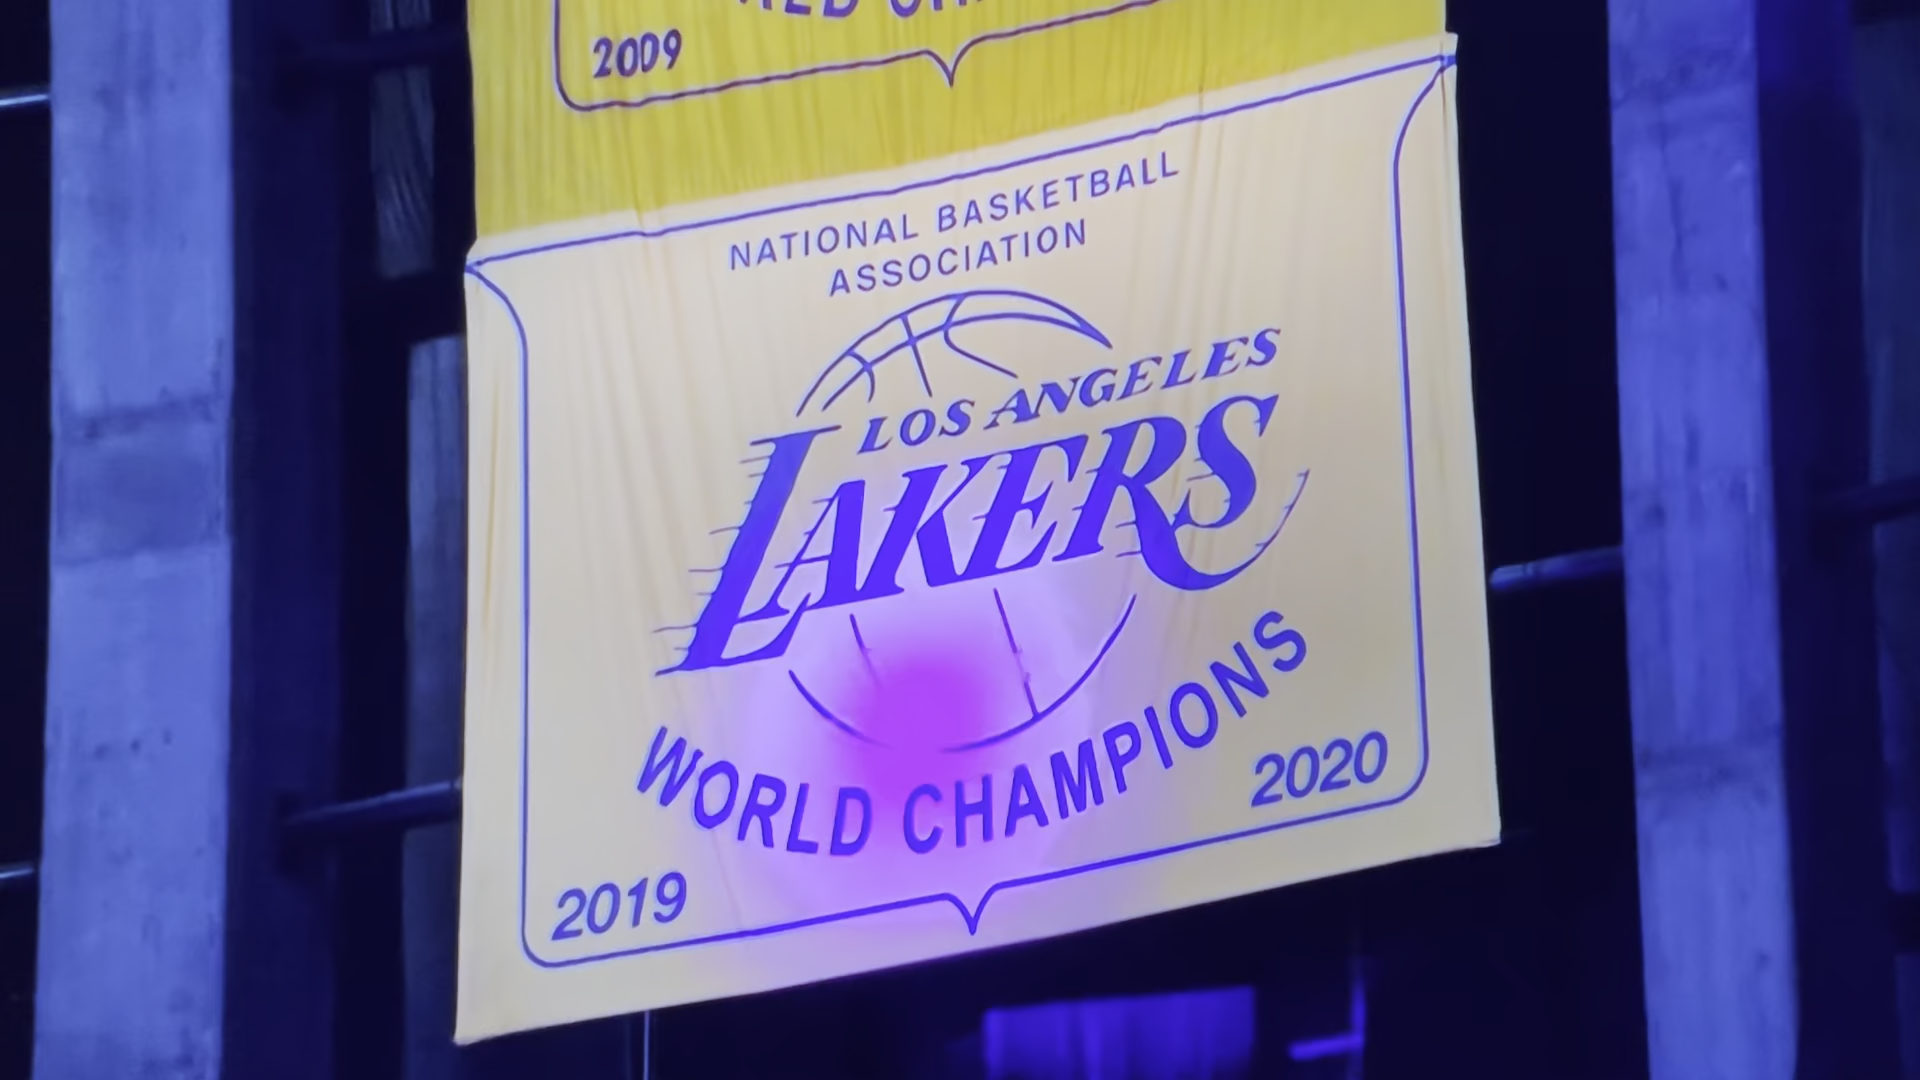 2009
NATIONAL BASKETBALL
ASSOCIATION
LOS ANGELES
LAKERS
WORLD CHAMPIONS
2019
2020